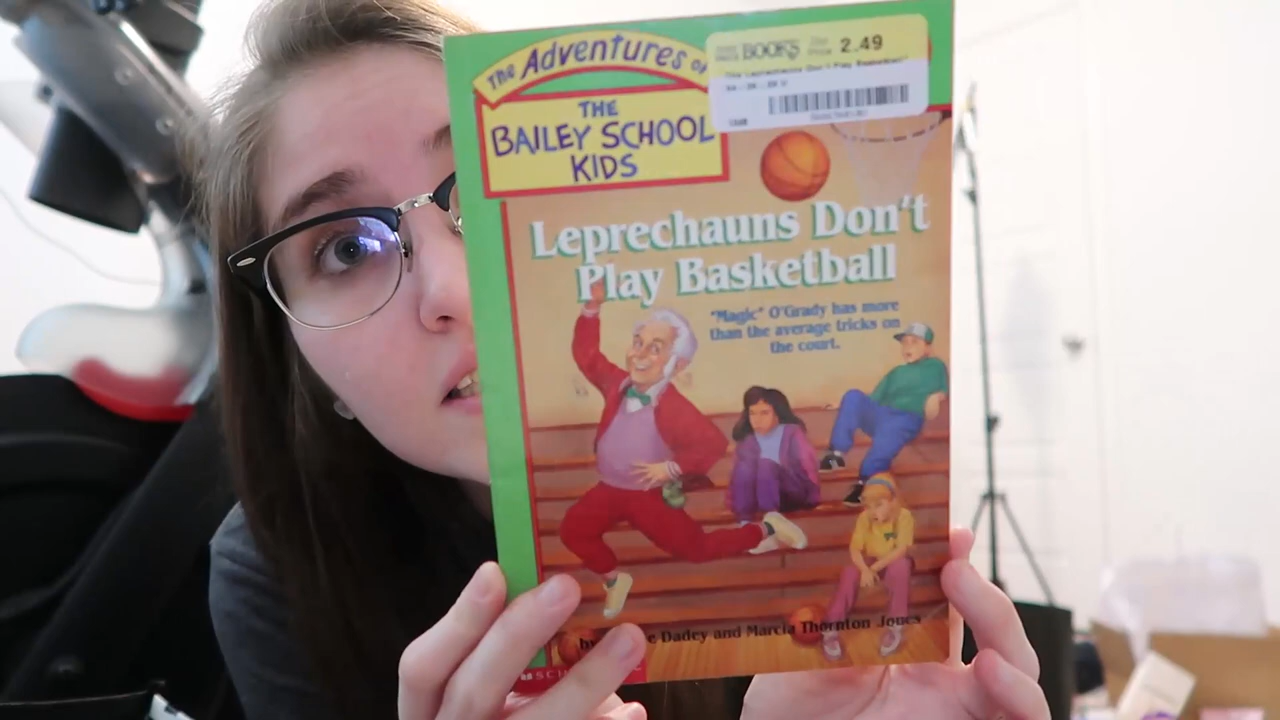 The Adventures of
BOOKS 2.49
THE
BAILEY SCHOOL
KIDS
Leprechauns Don't
Play Basketball
"Magic" O'Grady has more
than the average tricks on
the court.
by e Dadey and Marcia Thornton Jones